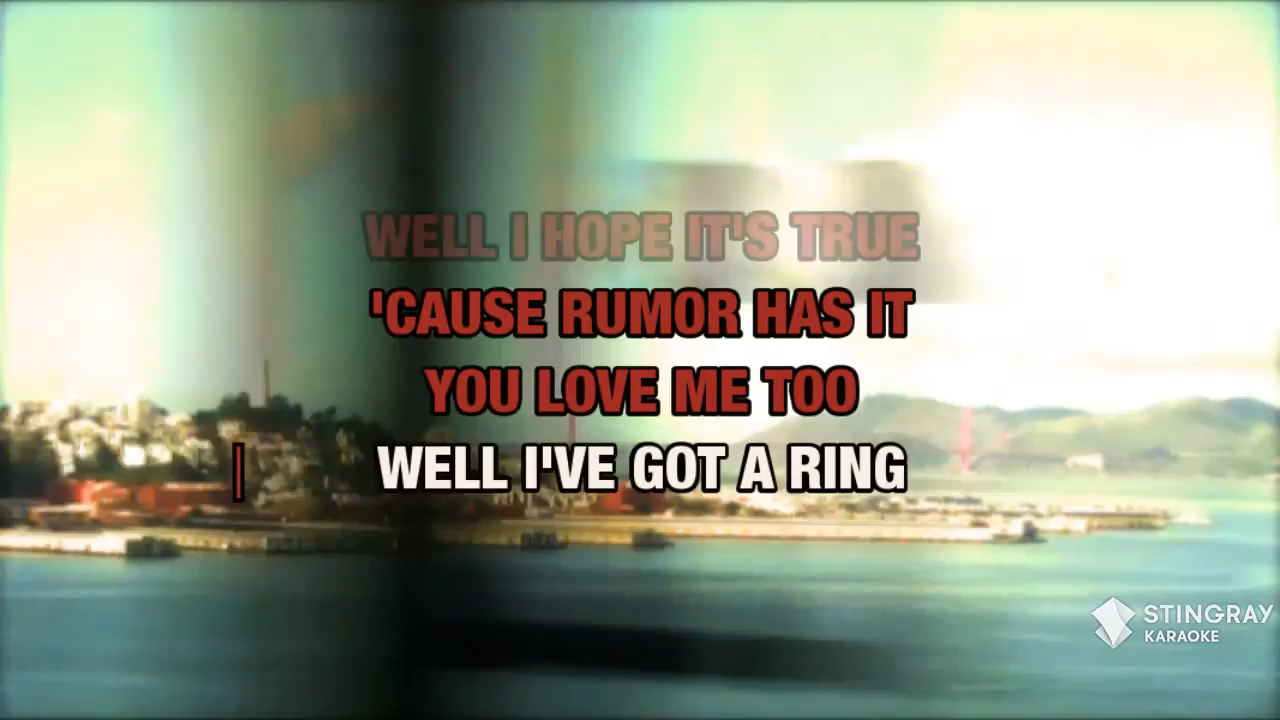 WELL I HOPE IT'S TRUE
'CAUSE RUMOR HAS IT
YOU LOVE ME TOO
WELL I'VE GOT A RING
STINGRAY
KARAOKE